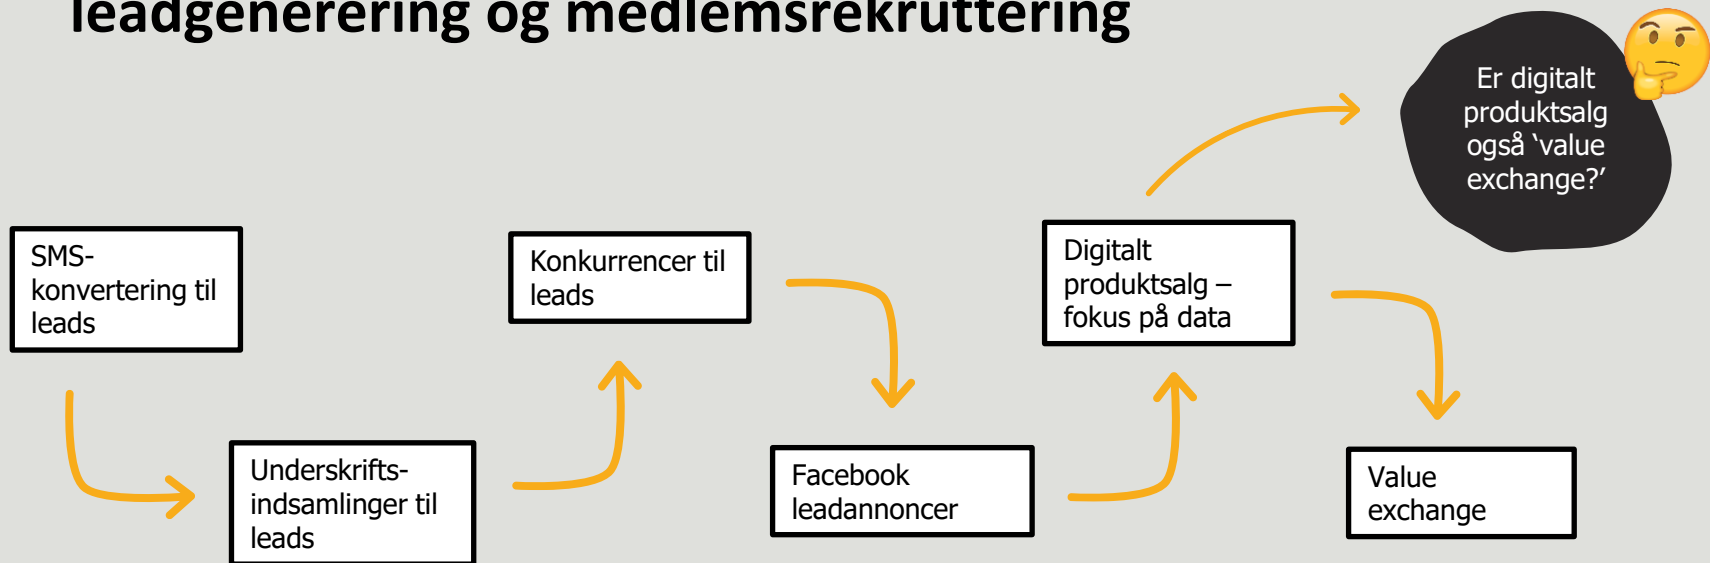 leadgenerering og medlemsrekruttering
Er digitalt
produktsalg
også ‘value
exchange?’
SMS-
konvertering til
leads
Underskrifts-
indsamlinger til
leads
Konkurrencer til
leads
Facebook
leadannoncer
Digitalt
produktsalg –
fokus på data
Value
exchange